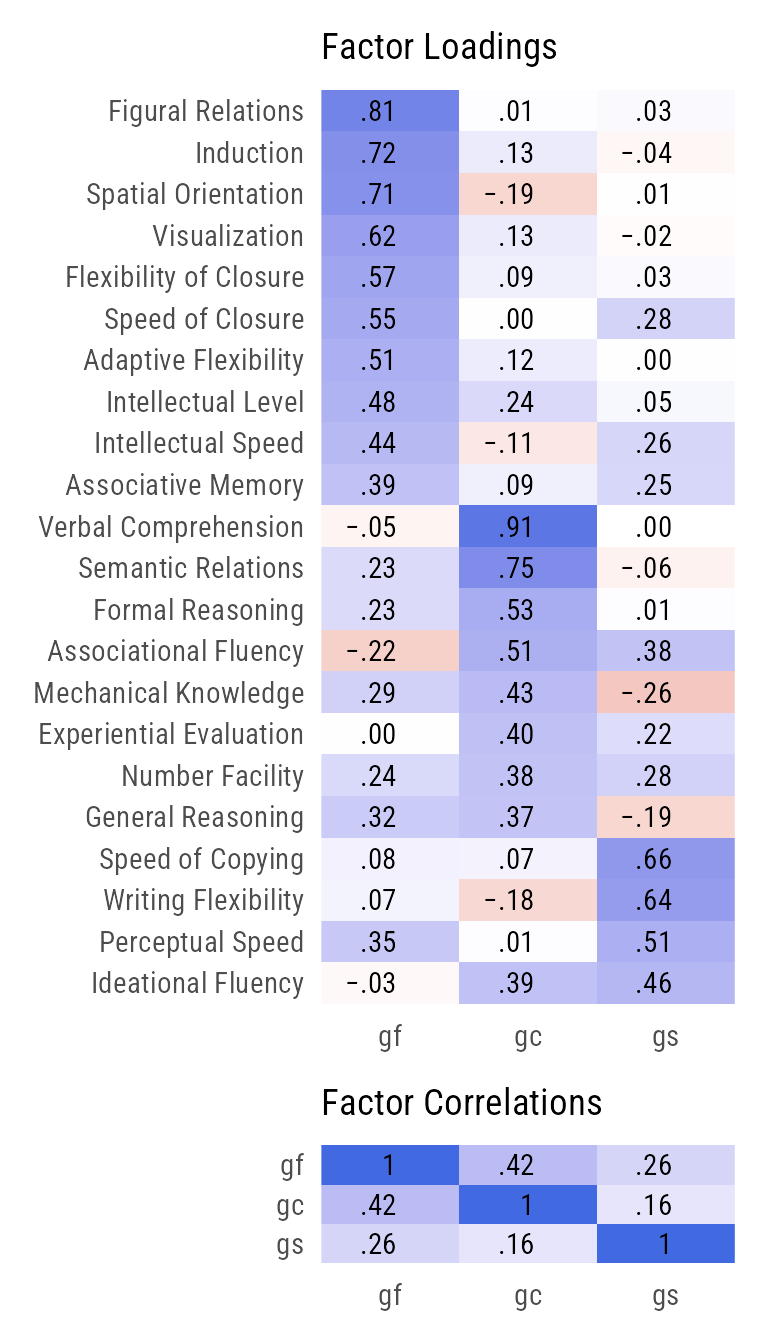 Factor Loadings
Figural Relations .81 .01 .03
Induction .72 .13 −.04
Spatial Orientation .71 −.19 .01
Visualization .62 .13 −.02
Flexibility of Closure .57 .09 .03
Speed of Closure .55 .00 .28
Adaptive Flexibility .51 .12 .00
Intellectual Level .48 .24 .05
Intellectual Speed .44 −.11 .26
Associative Memory .39 .09 .25
Verbal Comprehension −.05 .91 .00
Semantic Relations .23 .75 −.06
Formal Reasoning .23 .53 .01
Associational Fluency −.22 .51 .38
Mechanical Knowledge .29 .43 −.26
Experiential Evaluation .00 .40 .22
Number Facility .24 .38 .28
General Reasoning .32 .37 −.19
Speed of Copying .08 .07 .66
Writing Flexibility .07 −.18 .64
Perceptual Speed .35 .01 .51
Ideational Fluency −.03 .39 .46
gf gc gs
Factor Correlations
gf 1 .42 .26
gc .42 1 .16
gs .26 .16 1
gf gc gs